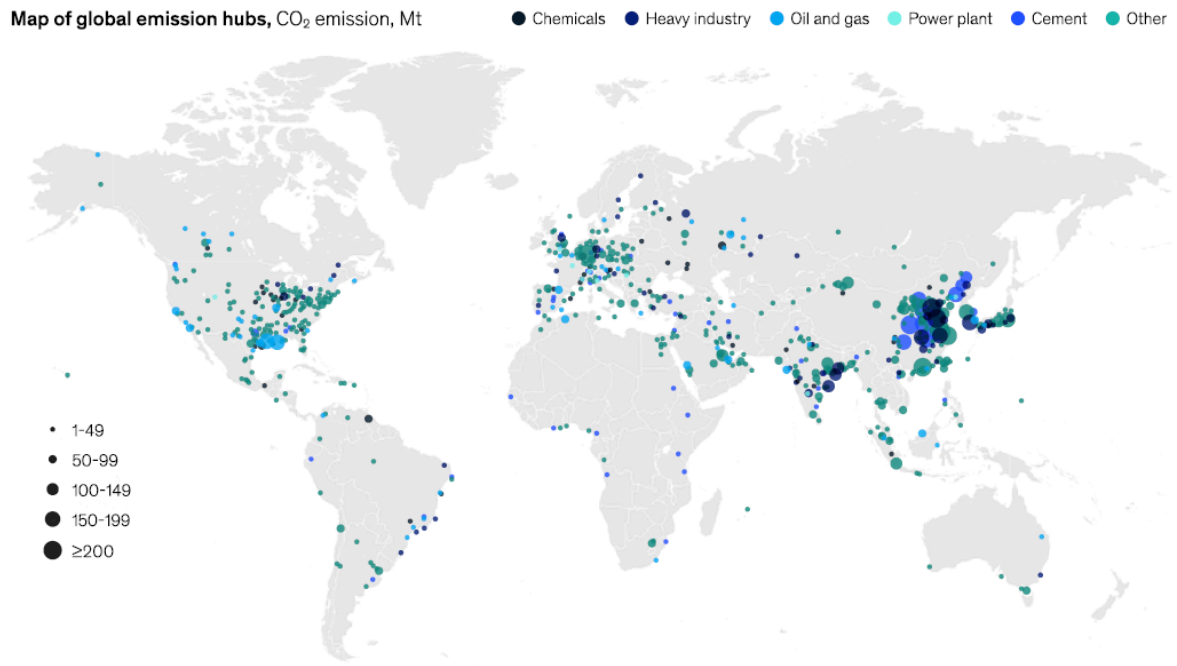 Map of global emission hubs, CO₂ emission, Mt
Chemicals
Heavy industry
Oil and gas
Power plant
Cement
Other
1-49
50-99
100-149
150-199
≥200